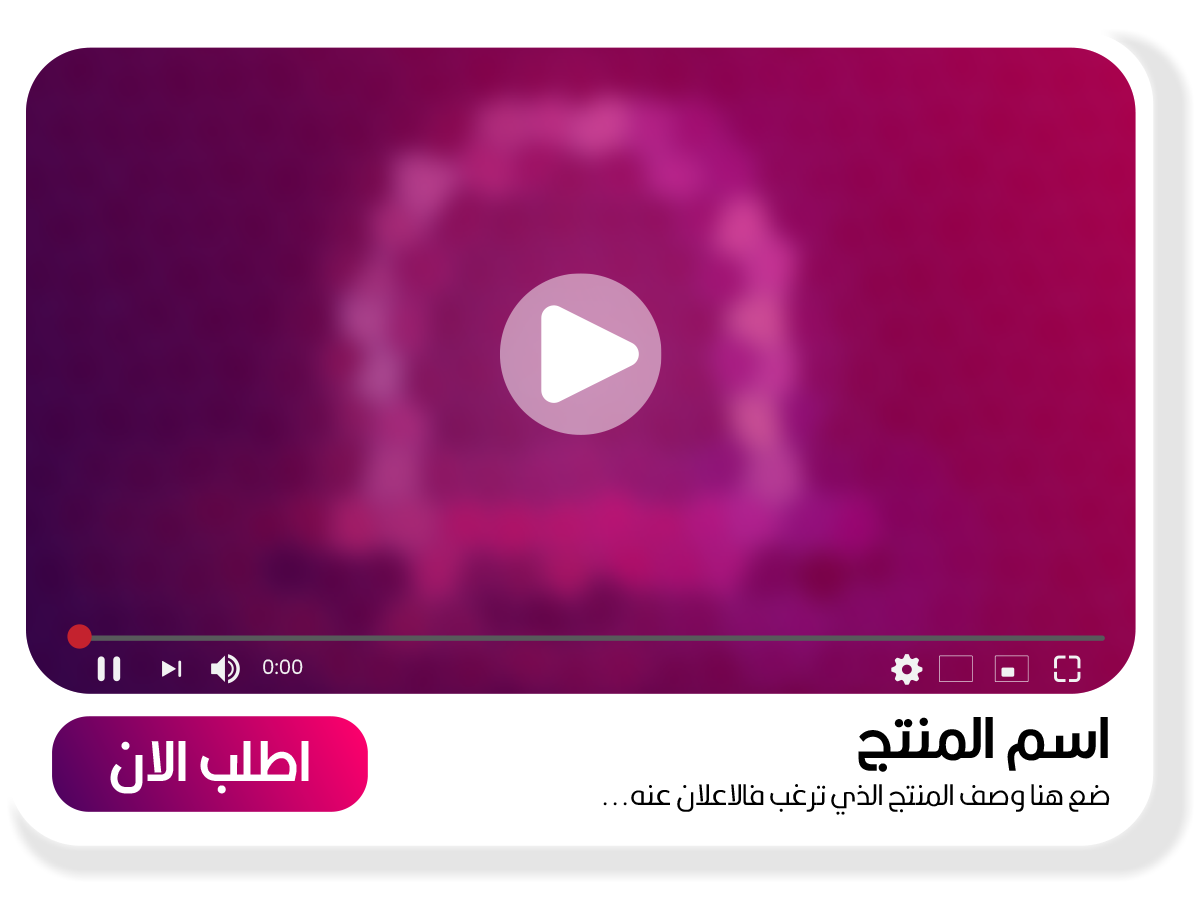 0:00
اسم المنتج
ضع هنا وصف المنتج الذي ترغب فالاعلان عنه...
اطلب الان